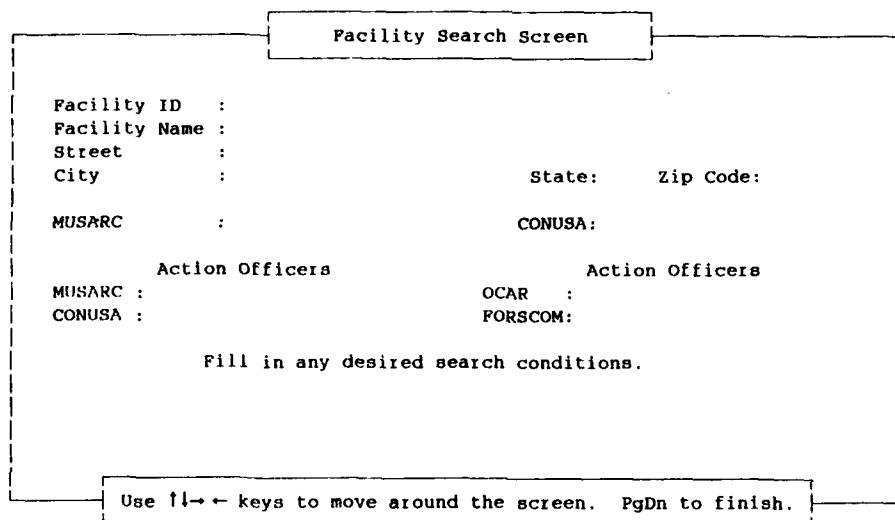 Facility Search Screen
Facility ID :
Facility Name :
Street :
City : State: Zip Code:
MUSARC : CONUSA:
Action Officers Action Officers
MUSARC : OCAR :
CONUSA : FORSCOM:
Fill in any desired search conditions.
Use ↑↓→ ← keys to move around the screen. PgDn to finish.